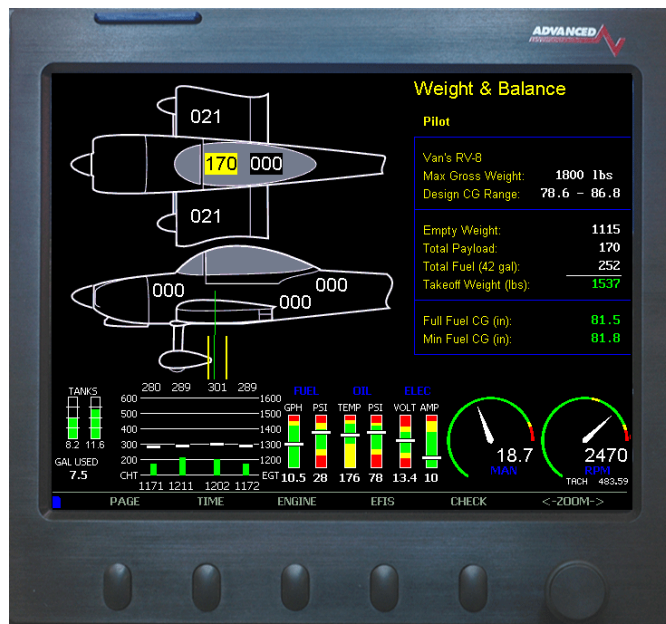 ADVANCED
Weight & Balance
Pilot
021
170 000
021
Van's RV-8
Max Gross Weight: 1800 lbs
Design CG Range: 78.6 - 86.8
Empty Weight: 1115
Total Payload: 170
Total Fuel (42 gal): 252
Takeoff Weight (lbs): 1537
Full Fuel CG (in): 81.5
Min Fuel CG (in): 81.8
000
000
000
TANKS
8.2 11.6
GAL USED
7.5
280 289 301 289
600 1600
500 1500
400 1400
300 1300
200 1200
CHT EGT
1171 1211 1202 1172
FUEL OIL ELEC
GPH PSI TEMP PSI VOLT AMP
10.5 28 176 78 13.4 10
18.7
MAN
2470
RPM
TACH 483.59
PAGE TIME ENGINE EFIS CHECK <-ZOOM->